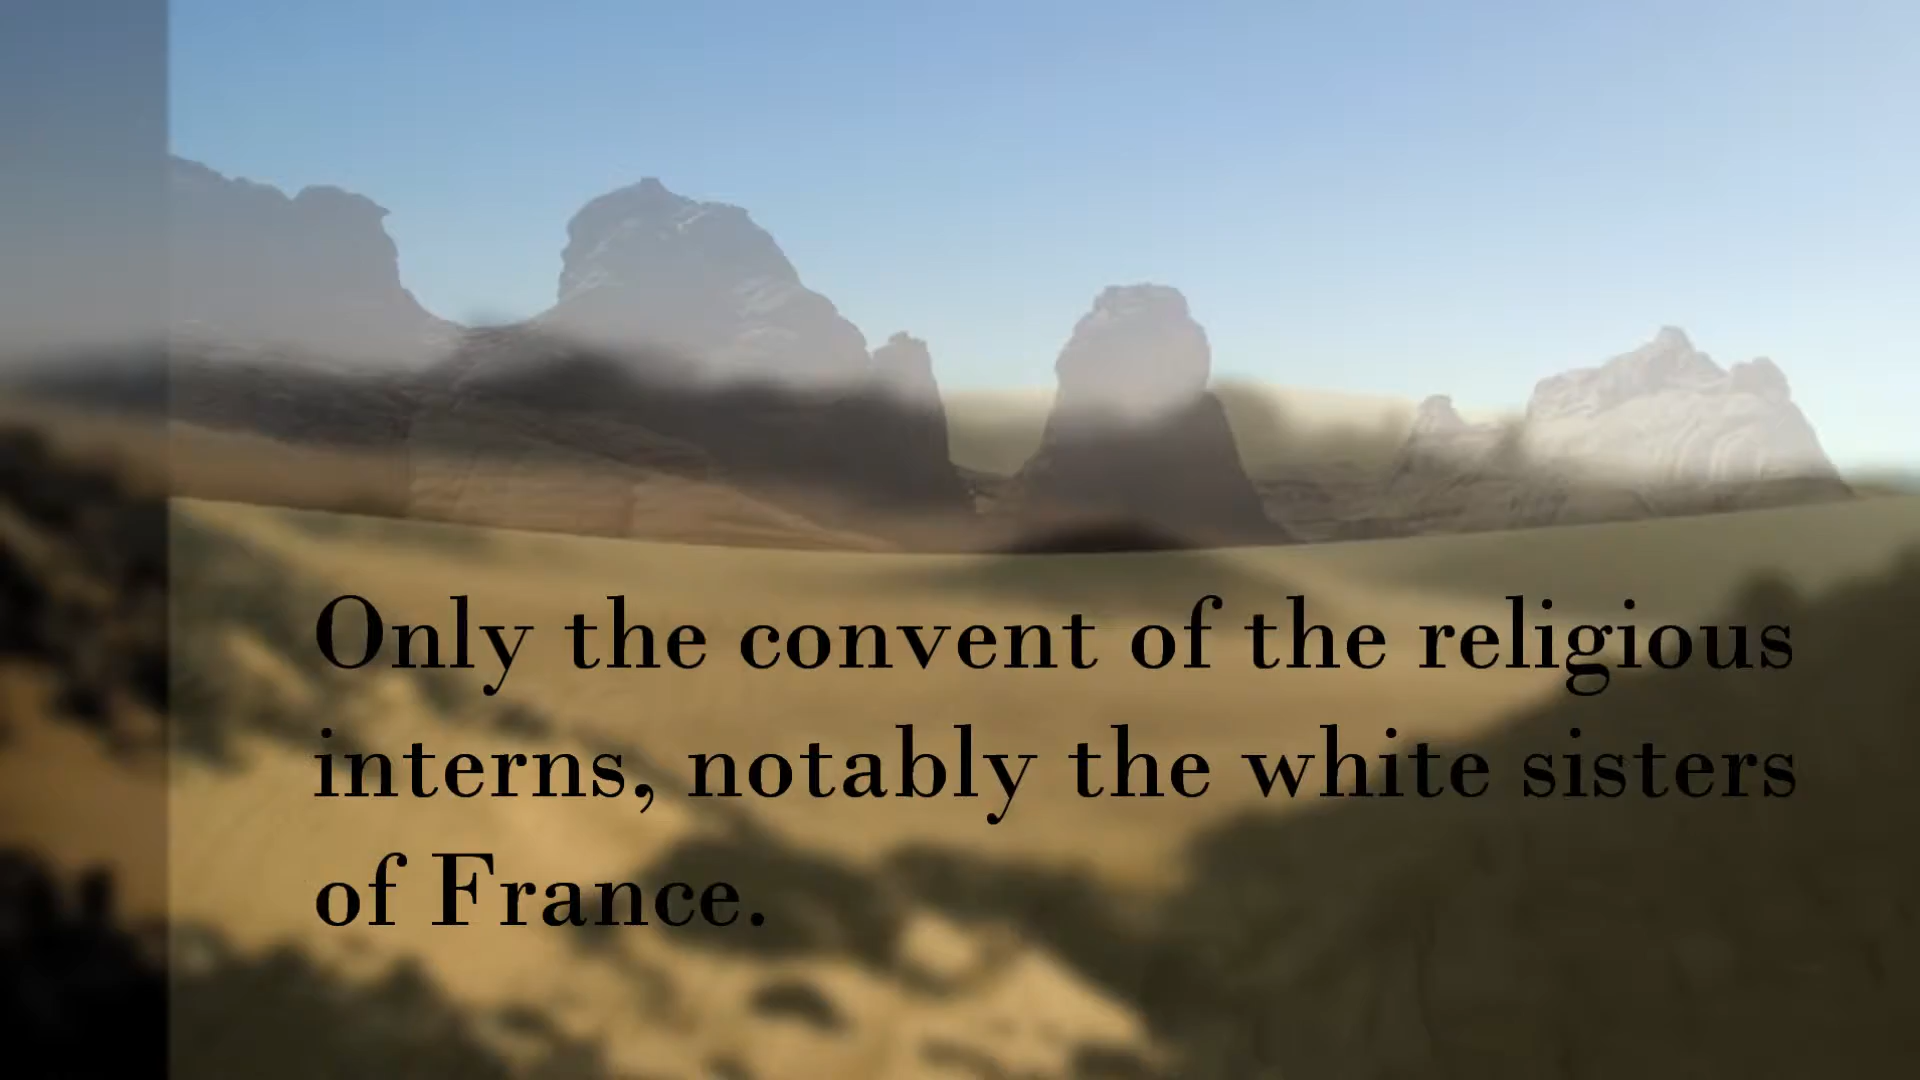 Only the convent of the religious
interns, notably the white sisters
of France.